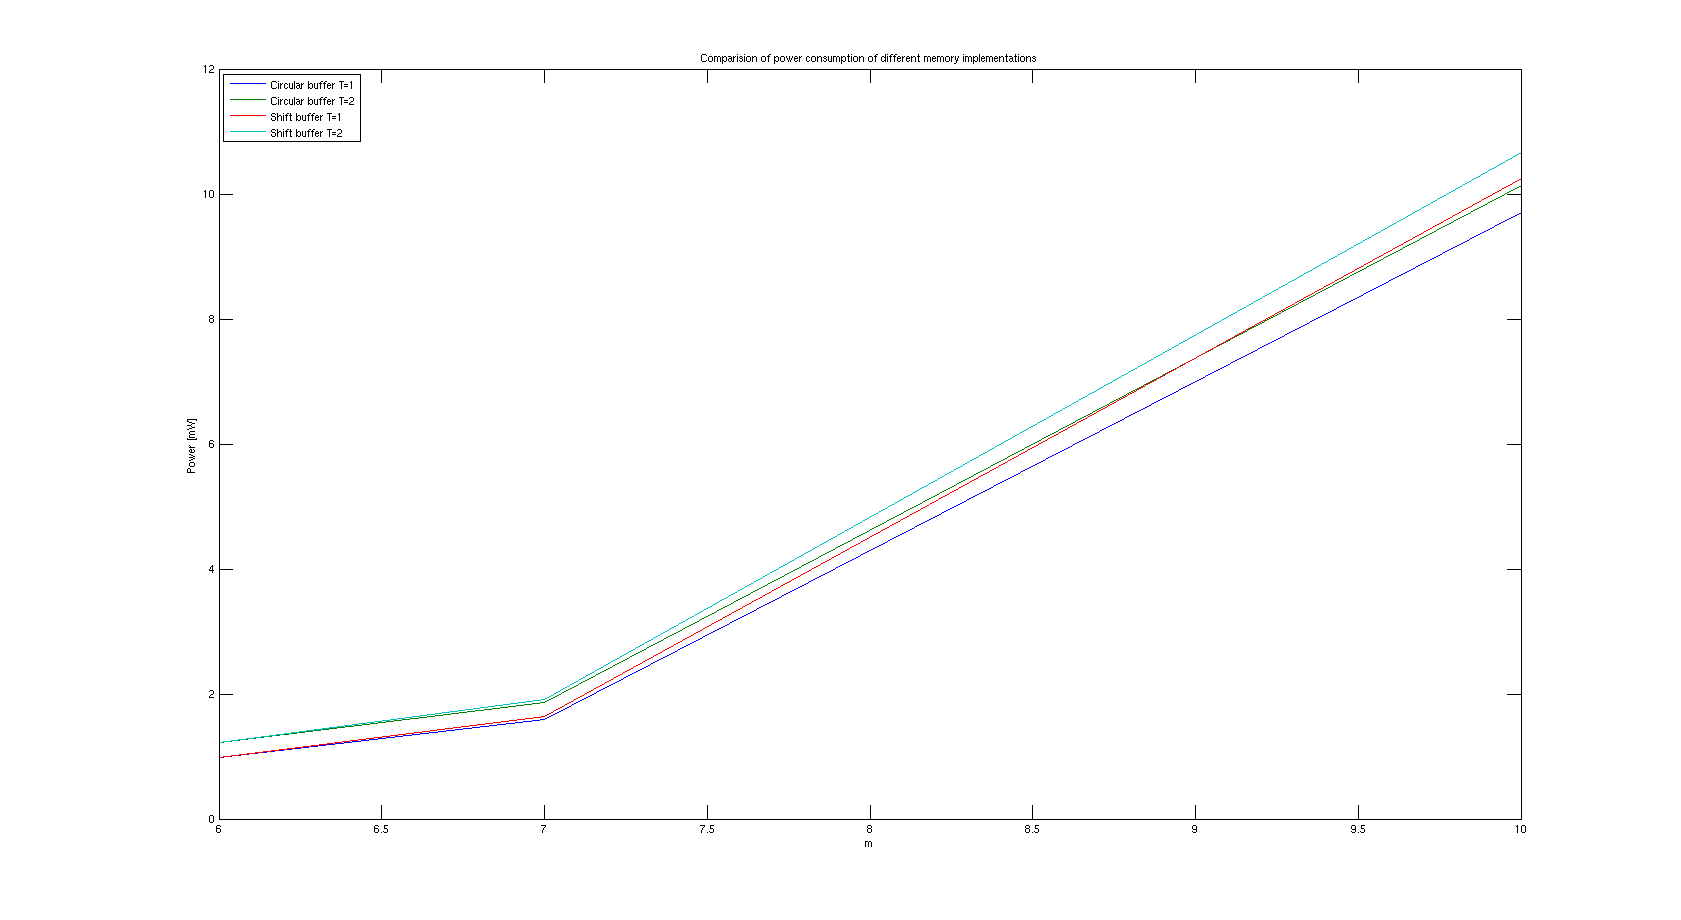 Comparision of power consumption of different memory implementations
12
Circular buffer T=1
Circular buffer T=2
Shift buffer T=1
Shift buffer T=2
10
8
6
Power [mW]
4
2
0
6 6.5 7 7.5 8 8.5 9 9.5 10
m